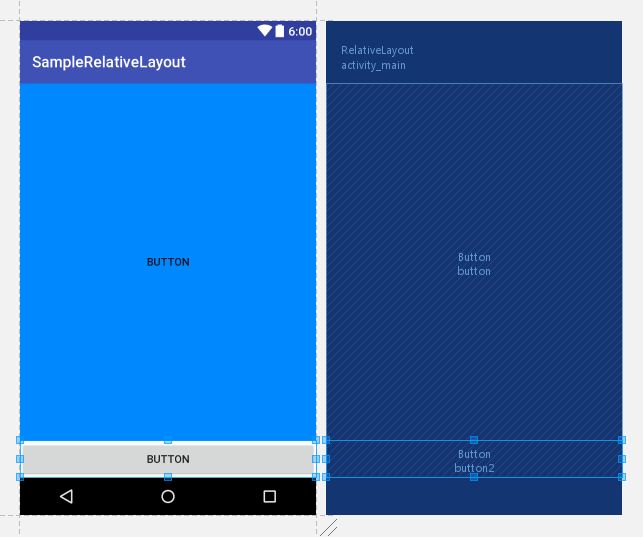 6:00
SampleRelativeLayout
BUTTON
BUTTON
RelativeLayout
activity_main
Button
button
Button
button2